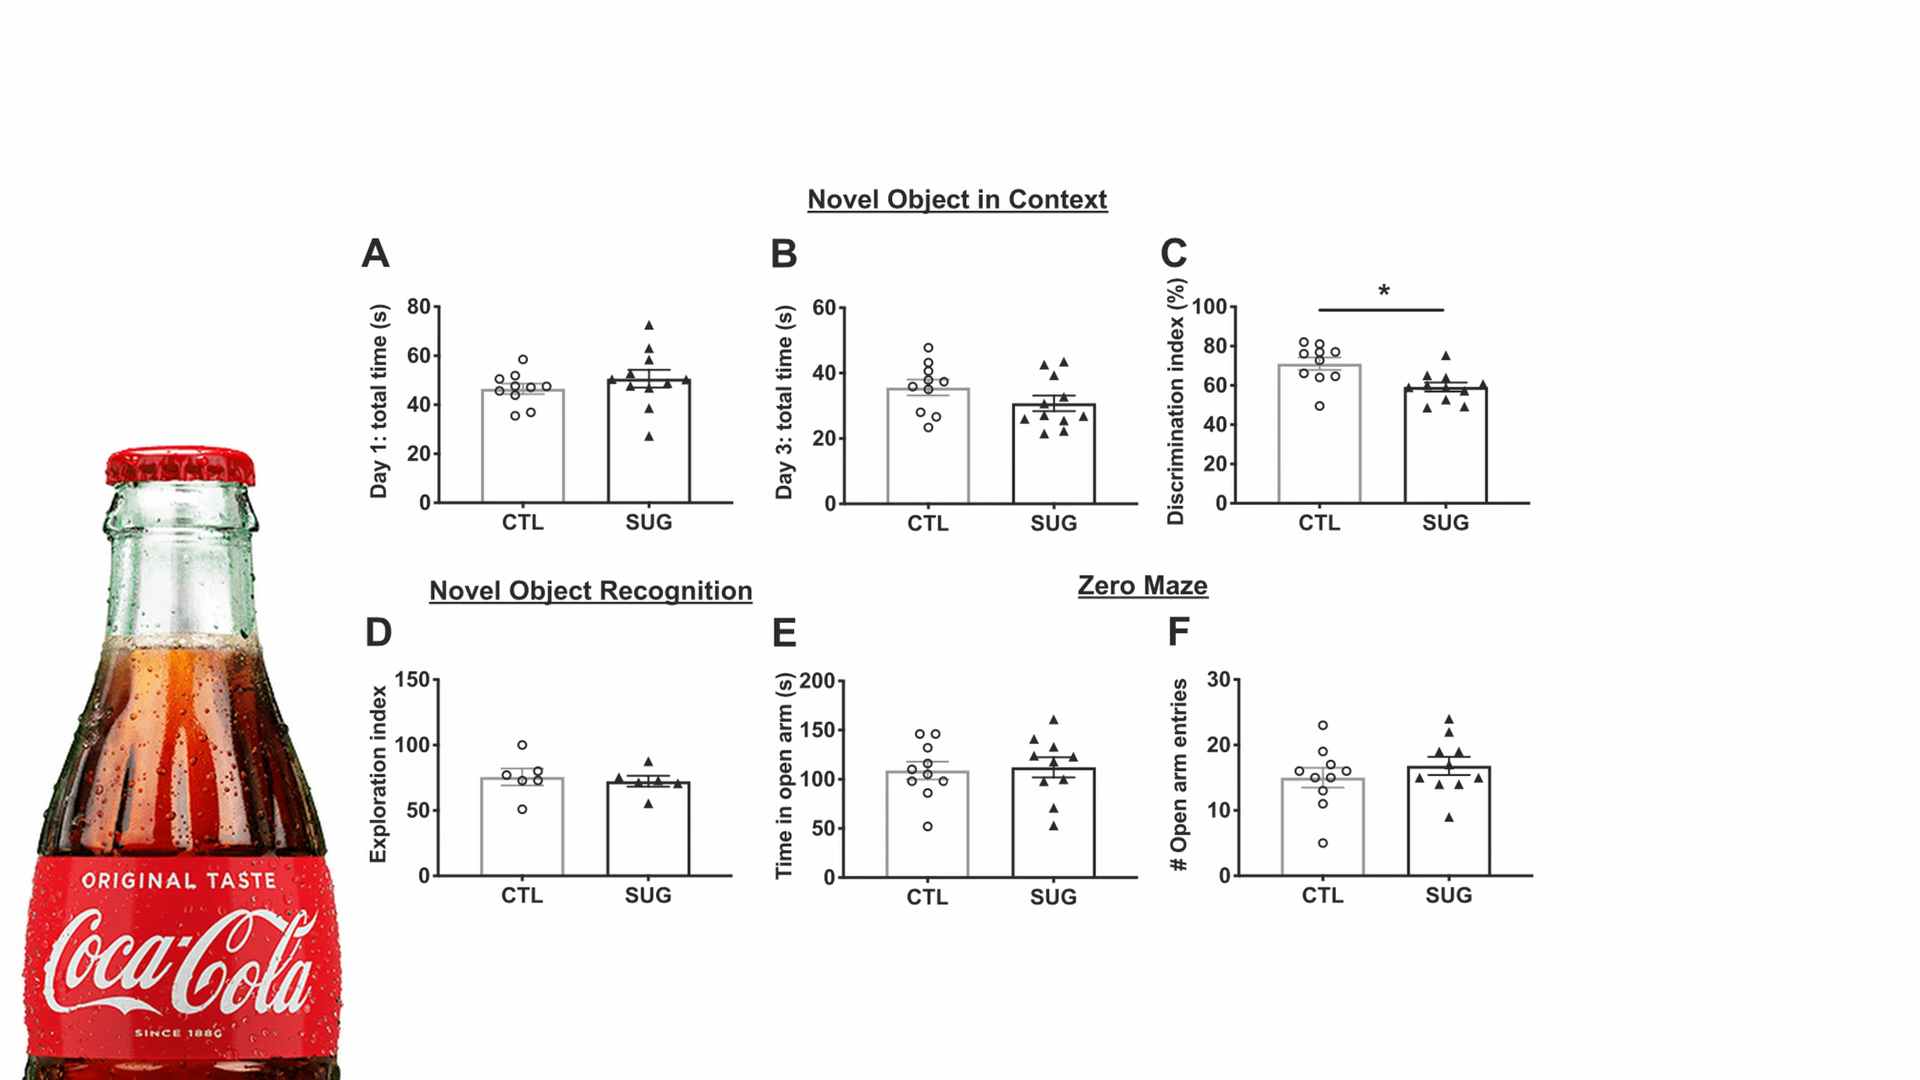 Novel Object in Context
A
B
C
Day 1: total time (s)
80
60
40
20
0
CTL
SUG
Day 3: total time (s)
60
40
20
0
CTL
SUG
Discrimination index (%)
100
80
60
40
20
0
*
CTL
SUG
Novel Object Recognition
Zero Maze
D
E
F
Exploration index
150
100
50
0
CTL
SUG
Time in open arm (s)
200
150
100
50
0
CTL
SUG
# Open arm entries
30
20
10
0
CTL
SUG
ORIGINAL TASTE
Coca-Cola
SINCE 1886